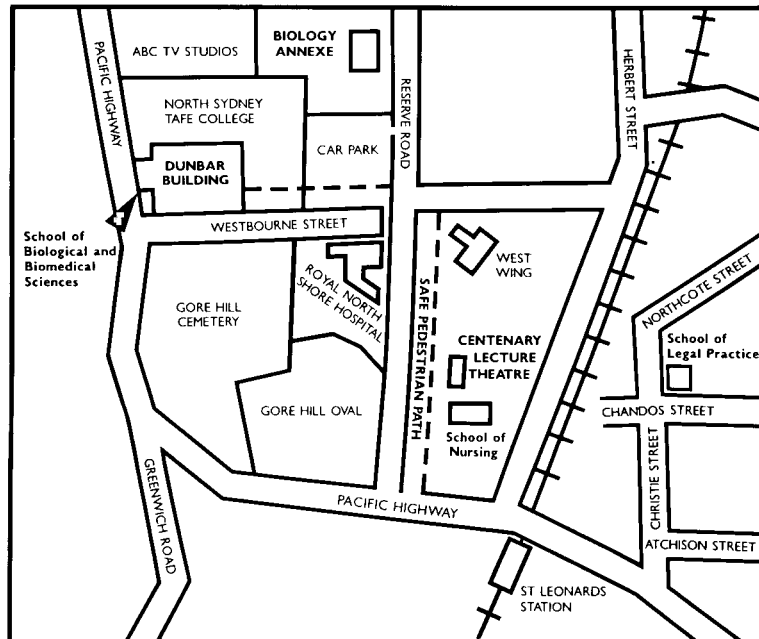 PACIFIC HIGHWAY
ABC TV STUDIOS
BIOLOGY
ANNEXE
RESERVE ROAD
HERBERT STREET
NORTH SYDNEY
TAFE COLLEGE
CAR PARK
DUNBAR
BUILDING
WESTBOURNE STREET
School of
Biological and
Biomedical
Sciences
GORE HILL
CEMETERY
ROYAL NORTH
SHORE HOSPITAL
WEST
WING
SAFE PEDESTRIAN PATH
CENTENARY
LECTURE
THEATRE
NORTHCOTE STREET
School of
Legal Practice
GORE HILL OVAL
School of
Nursing
CHANDOS STREET
CHRISTIE STREET
GREENWICH ROAD
PACIFIC HIGHWAY
ATCHISON STREET
ST LEONARDS
STATION